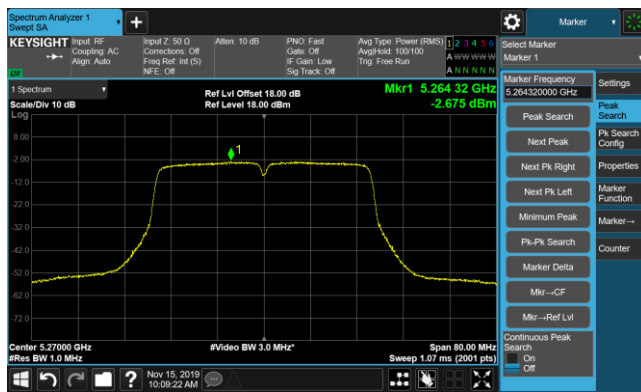 Spectrum Analyzer 1
Swept SA
Marker
KEYSIGHT
Input: RF
Coupling: AC
Align: Auto
Input Z: 50 Ω
Corrections: Off
Freq Ref: Int (S)
NFE: Off
Atten: 10 dB
PNO: Fast
Gate: Off
IF Gain: Low
Sig Track: Off
Avg Type: Power (RMS)
Avg|Hold: 100/100
Trig: Free Run
1 2 3 4 5 6
A W W W W W
A N N N N N
Select Marker
Marker 1
LXI
1 Spectrum
Scale/Div 10 dB
Log
Ref Lvl Offset 18.00 dB
Ref Level 18.00 dBm
Mkr1 5.264 32 GHz
-2.675 dBm
Marker Frequency
5.264320000 GHz
Settings
Peak Search
Next Peak
Next Pk Right
Next Pk Left
Minimum Peak
Pk-Pk Search
Marker Delta
Mkr→CF
Mkr→Ref Lvl
Continuous Peak
Search
On
Off
Peak
Search
Pk Search
Config
Properties
Marker
Function
Marker→
Counter
8.00
-2.00
-12.0
-22.0
-32.0
-42.0
-52.0
-62.0
-72.0
1
Center 5.27000 GHz
#Res BW 1.0 MHz
#Video BW 3.0 MHz*
Span 80.00 MHz
Sweep 1.07 ms (2001 pts)
Nov 15, 2019
10:09:22 AM